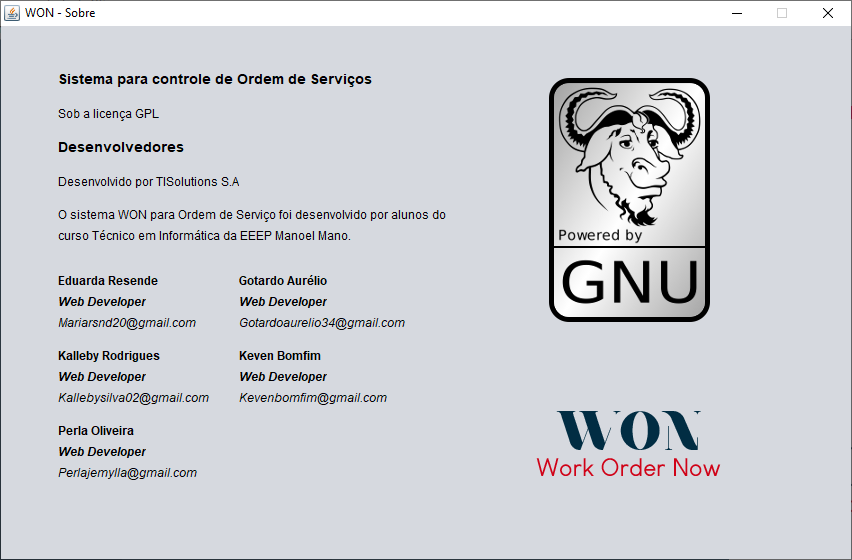 WON - Sobre
Sistema para controle de Ordem de Serviços
Sob a licença GPL
Desenvolvedores
Desenvolvido por TISolutions S.A
O sistema WON para Ordem de Serviço foi desenvolvido por alunos do
curso Técnico em Informática da EEEP Manoel Mano.
Eduarda Resende
Web Developer
Mariarsnd20@gmail.com
Gotardo Aurélio
Web Developer
Gotardoaurelio34@gmail.com
Kalleby Rodrigues
Web Developer
Kallebysilva02@gmail.com
Keven Bomfim
Web Developer
Kevenbomfim@gmail.com
Perla Oliveira
Web Developer
Perlajemylla@gmail.com
Powered by
GNU
WON
Work Order Now